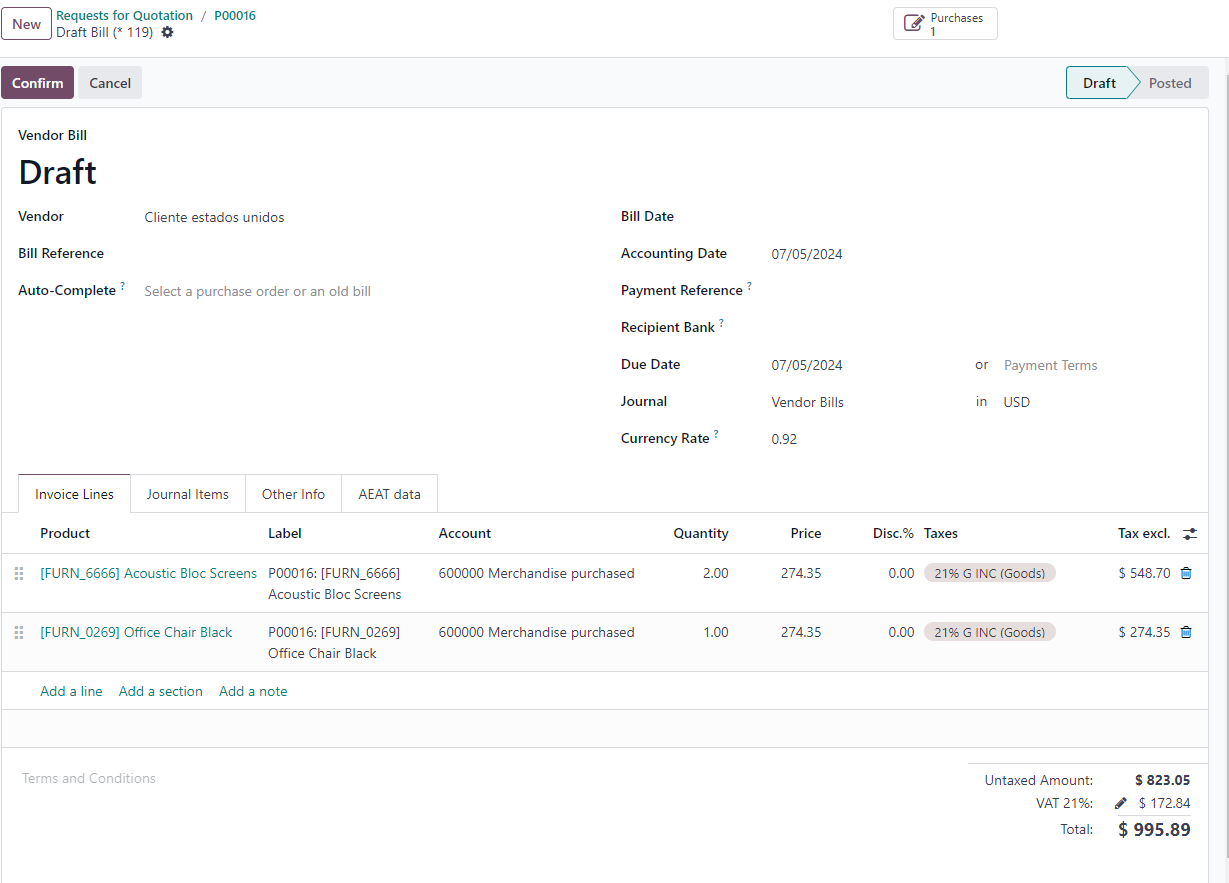 New
Requests for Quotation / P00016
Draft Bill (* 119)
Purchases
1
Confirm Cancel
Draft Posted
Vendor Bill
Draft
Vendor Cliente estados unidos
Bill Reference
Auto-Complete ? Select a purchase order or an old bill
Bill Date
Accounting Date 07/05/2024
Payment Reference ?
Recipient Bank ?
Due Date 07/05/2024 or Payment Terms
Journal Vendor Bills in USD
Currency Rate ? 0.92
Invoice Lines Journal Items Other Info AEAT data
Product Label Account Quantity Price Disc.% Taxes Tax excl.
[FURN_6666] Acoustic Bloc Screens P00016: [FURN_6666] 600000 Merchandise purchased 2.00 274.35 0.00 21% G INC (Goods) $ 548.70
Acoustic Bloc Screens
[FURN_0269] Office Chair Black P00016: [FURN_0269] 600000 Merchandise purchased 1.00 274.35 0.00 21% G INC (Goods) $ 274.35
Office Chair Black
Add a line Add a section Add a note
Terms and Conditions
Untaxed Amount: $ 823.05
VAT 21%: $ 172.84
Total: $ 995.89